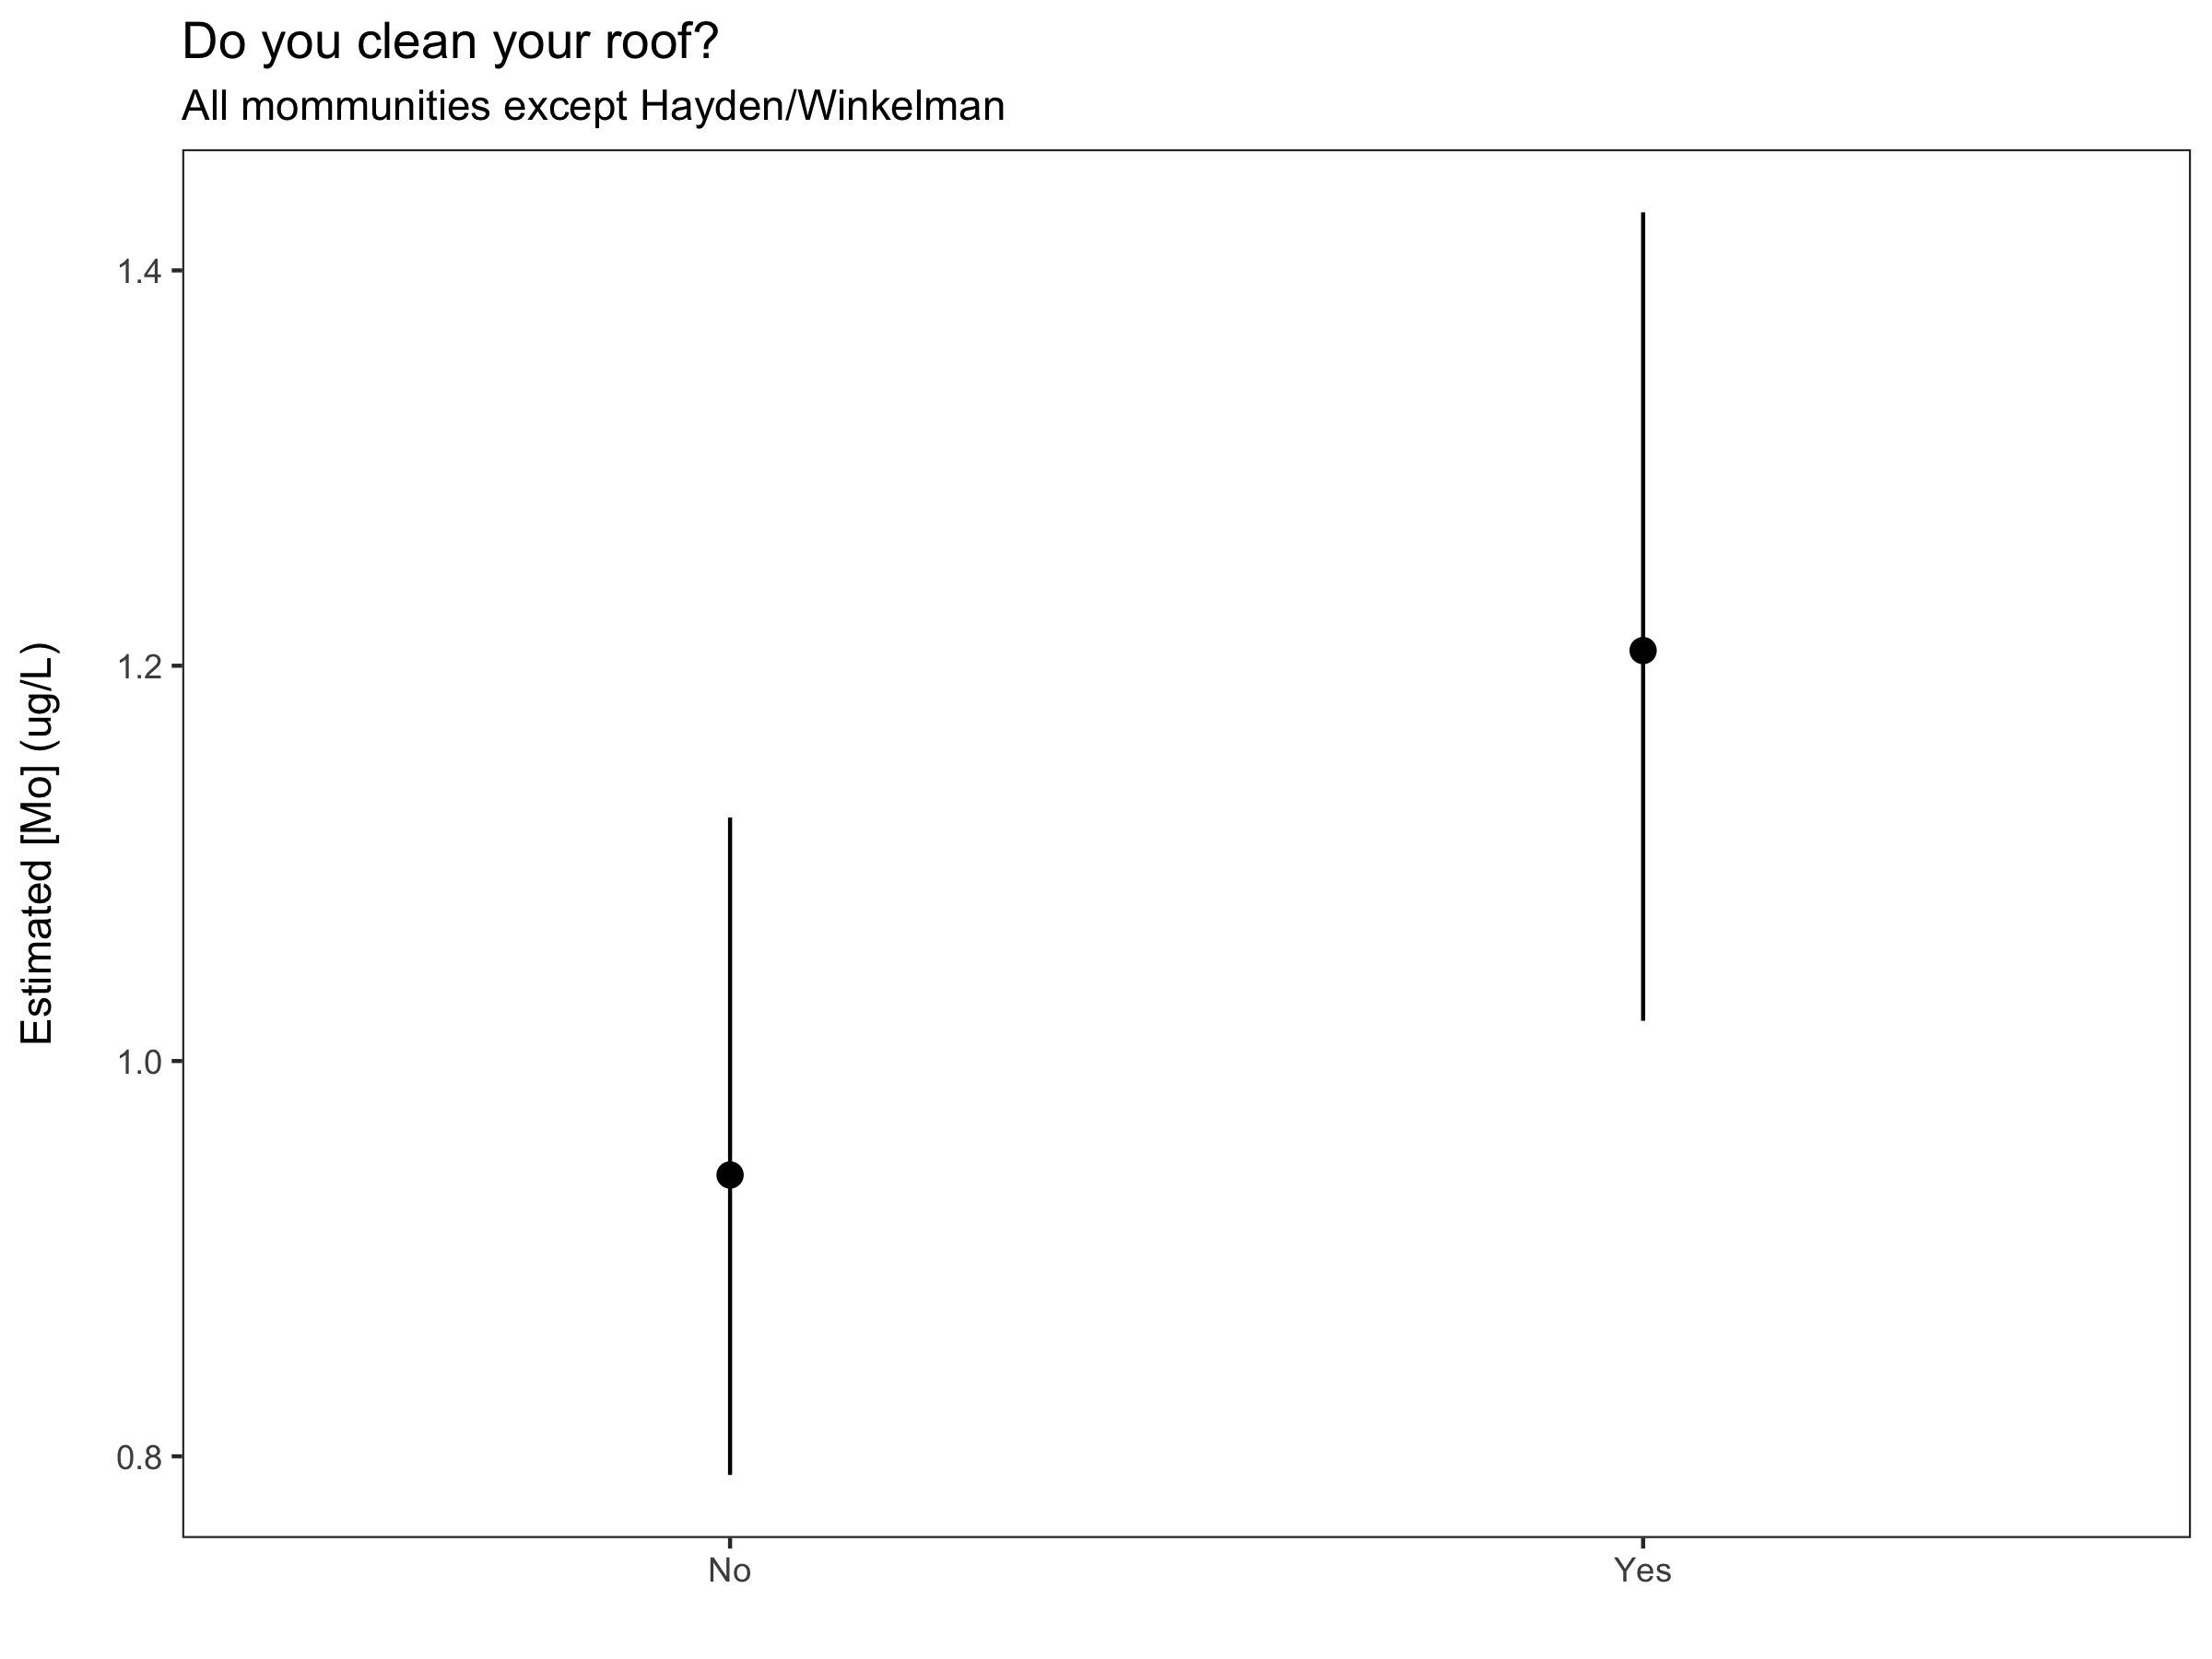 Do you clean your roof?
All mommunities except Hayden/Winkelman
Estimated [Mo] (ug/L)
1.4
1.2
1.0
0.8
No
Yes